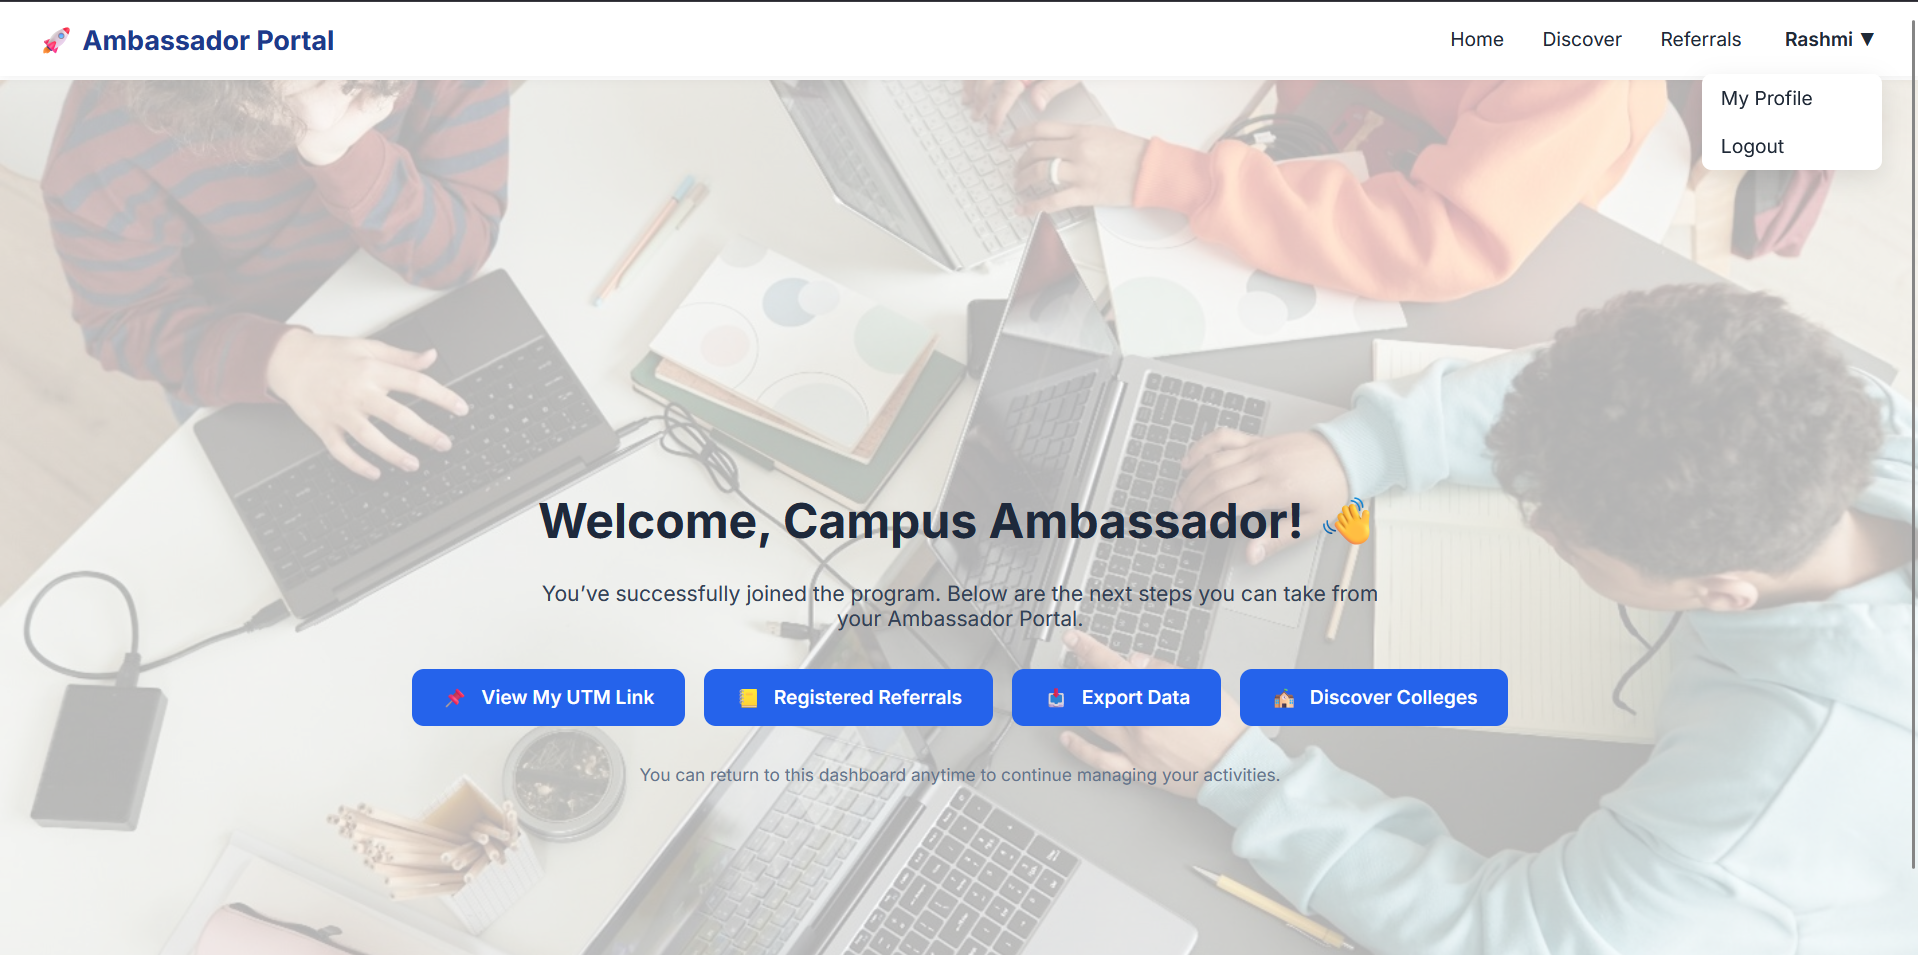 🚀 Ambassador Portal
Home
Discover
Referrals
Rashmi ▼
My Profile
Logout
Welcome, Campus Ambassador! 👋
You’ve successfully joined the program. Below are the next steps you can take from
your Ambassador Portal.
📌 View My UTM Link
📒 Registered Referrals
📥 Export Data
🏫 Discover Colleges
You can return to this dashboard anytime to continue managing your activities.